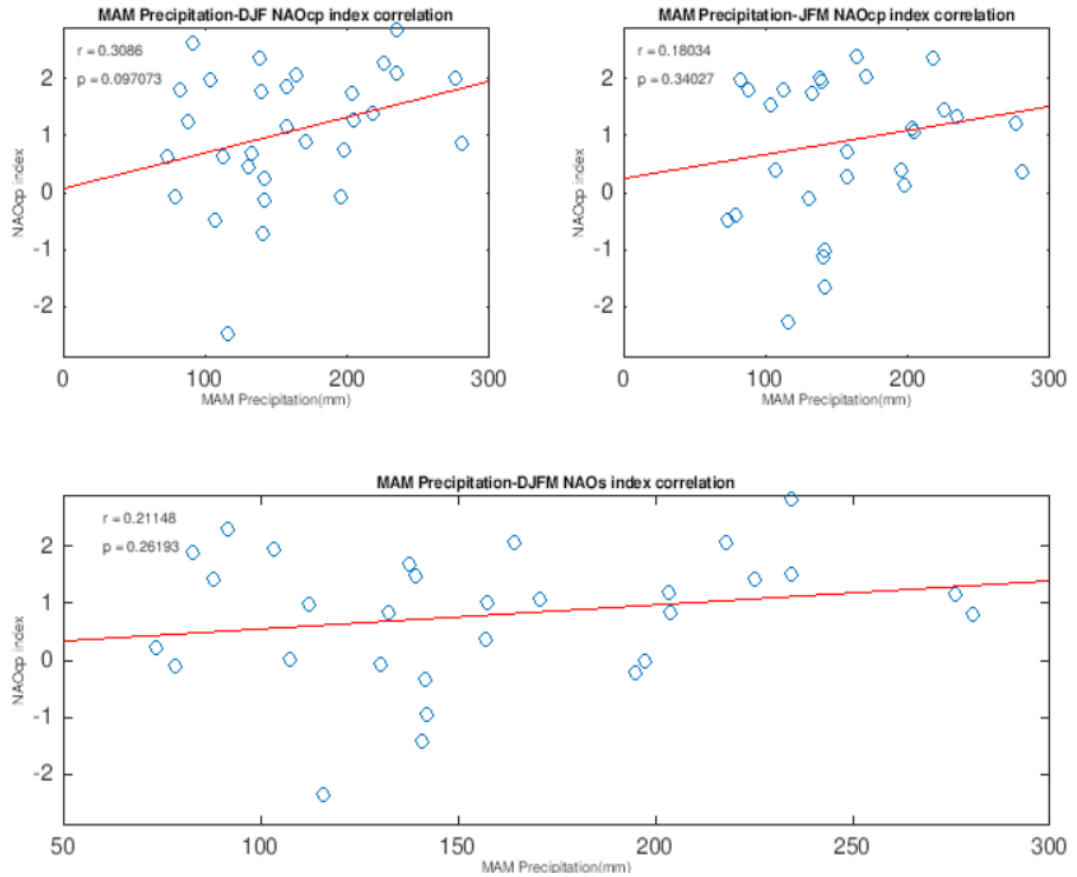 MAM Precipitation-DJF NAOcp index correlation
r = 0.3086
p = 0.097073
NAOcp index
2
1
0
-1
-2
0
100
200
300
MAM Precipitation(mm)
MAM Precipitation-JFM NAOcp index correlation
r = 0.18034
p = 0.34027
NAOcp index
2
1
0
-1
-2
0
100
200
300
MAM Precipitation(mm)
MAM Precipitation-DJFM NAOs index correlation
r = 0.21148
p = 0.26193
NAOcp index
2
1
0
-1
-2
50
100
150
200
250
300
MAM Precipitation(mm)